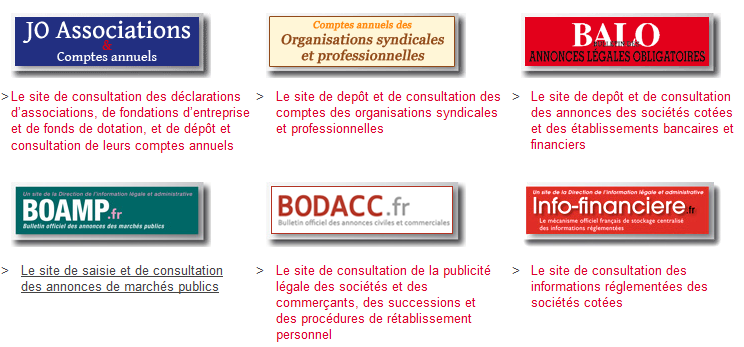 JO Associations
&
Comptes annuels
> Le site de consultation des déclarations
d'associations, de fondations d'entreprise
et de fonds de dotation, et de dépôt et
consultation de leurs comptes annuels
Comptes annuels des
Organisations syndicales
et professionnelles
> Le site de depôt et de consultation des
comptes des organisations syndicales
et professionnelles
BALO
ANNONCES LÉGALES OBLIGATOIRES
> Le site de depôt et de consultation
des annonces des sociétés cotées
et des établissements bancaires et
financiers
Un site de la Direction de l'information légale et administrative
BOAMP.fr
Bulletin officiel des annonces des marchés publics
> Le site de saisie et de consultation
des annonces de marchés publics
BODACC.fr
Bulletin officiel des annonces civiles et commerciales
> Le site de consultation de la publicité
légale des sociétés et des
commerçants, des successions et
des procédures de rétablissement
personnel
Un site de la Direction de l'information légale et administrative
Info-financiere.fr
Le mécanisme officiel français de stockage centralisé
des informations réglementées
> Le site de consultation des
informations réglementées des
sociétés cotées